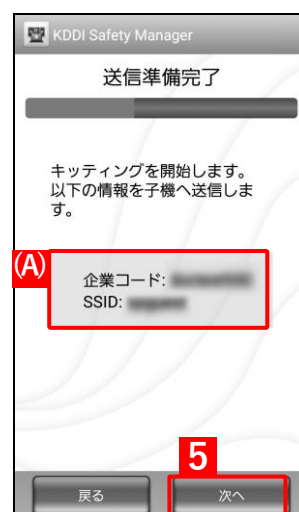 KDDI Safety Manager
送信準備完了
キッティングを開始します。
以下の情報を子機へ送信しま
す。
(A)
企業コード:
SSID:
5
戻る 次へ